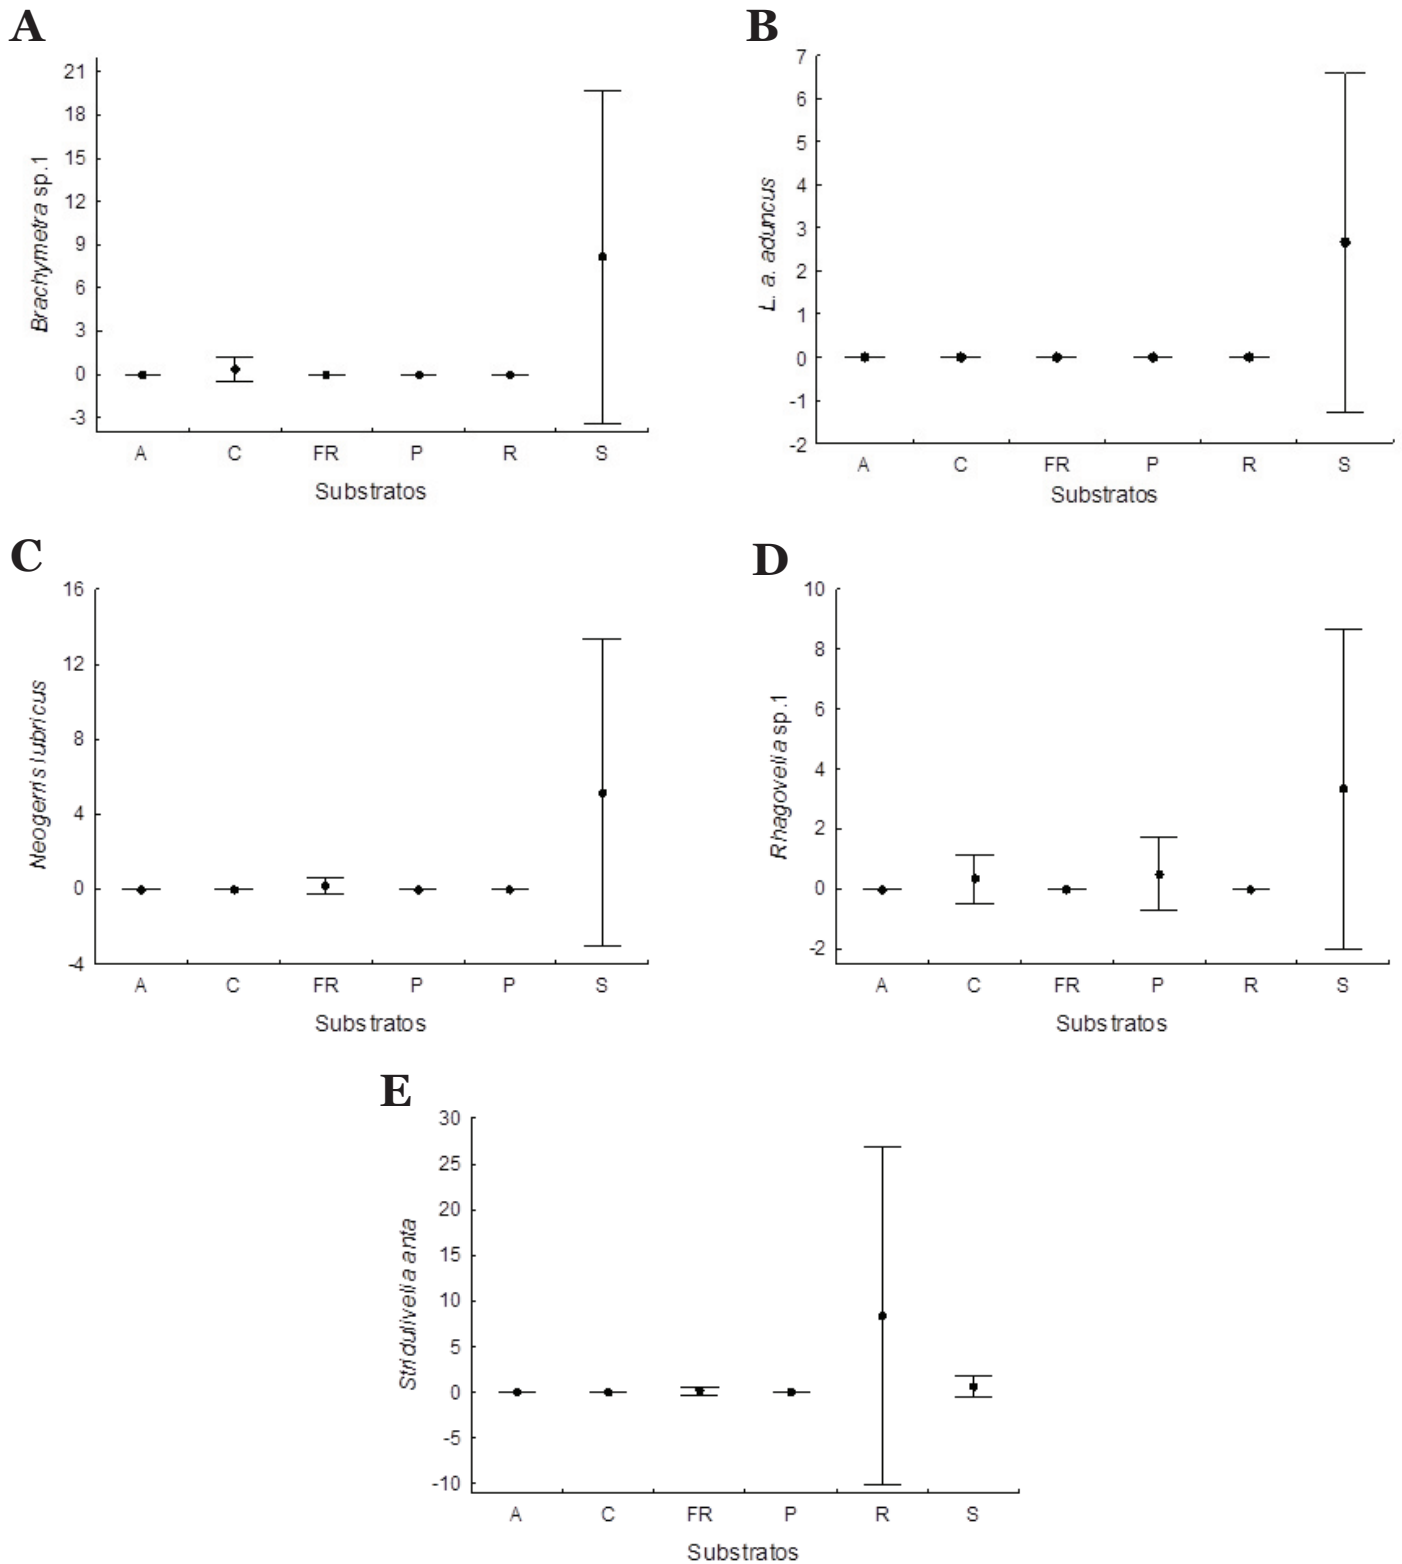 A
21
18
15
12
9
6
3
0
-3
Brachymetra sp.1
A C FR P R S
Substratos
B
7
6
5
4
3
2
1
0
-1
-2
L. a. aduncus
A C FR P R S
Substratos
C
16
12
8
4
0
-4
Neogerris lubricus
A C FR P P S
Substratos
D
10
8
6
4
2
0
-2
Rhagovelia sp.1
A C FR P R S
Substratos
E
30
25
20
15
10
5
0
-5
-10
Stridulivelia anta
A C FR P R S
Substratos